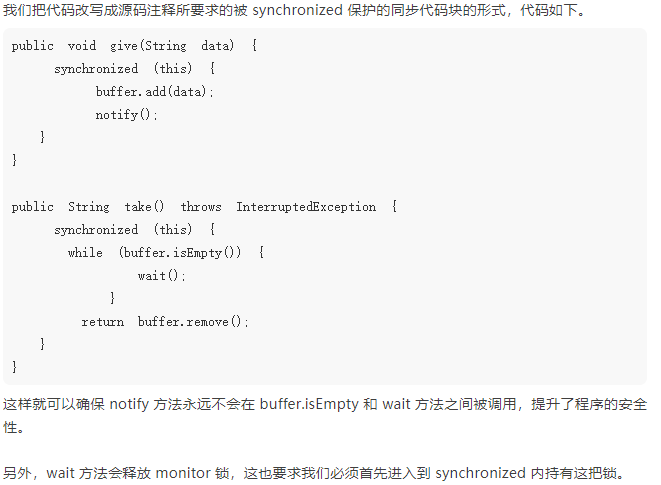 我们把代码改写成源码注释所要求的被 synchronized 保护的同步代码块的形式，代码如下。
public void give(String data) {
synchronized (this) {
buffer.add(data);
notify();
}
}
public String take() throws InterruptedException {
synchronized (this) {
while (buffer.isEmpty()) {
wait();
}
return buffer.remove();
}
}
这样就可以确保 notify 方法永远不会在 buffer.isEmpty 和 wait 方法之间被调用，提升了程序的安全
性。
另外，wait 方法会释放 monitor 锁，这也要求我们必须首先进入到 synchronized 内持有这把锁。